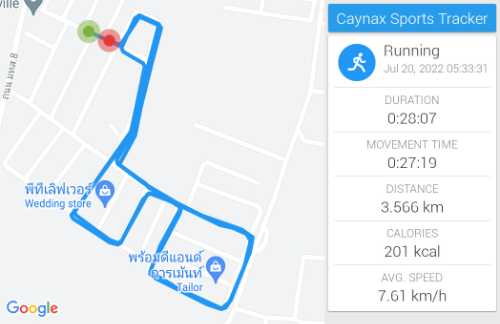 ville
ถนน มทส.8
พีทีเลิฟเวอร์
Wedding store
พร้อมดีแอนด์
การเม้นท์
Tailor
Google
Caynax Sports Tracker
Running
Jul 20, 2022 05:33:31
DURATION
0:28:07
MOVEMENT TIME
0:27:19
DISTANCE
3.566 km
CALORIES
201 kcal
AVG. SPEED
7.61 km/h